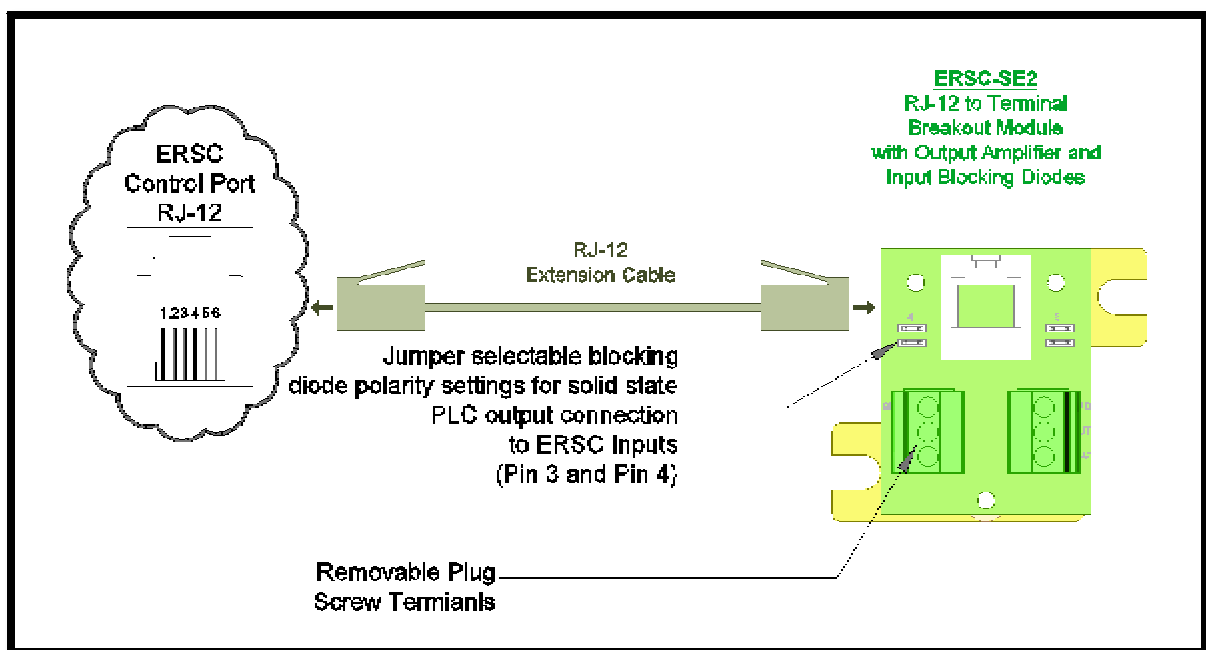 ERSC-SE2
RJ-12 to Terminal
Breakout Module
with Output Amplifier and
Input Blocking Diodes
ERSC
Control Port
RJ-12
123456
RJ-12
Extension Cable
Jumper selectable blocking
diode polarity settings for solid state
PLC output connection
to ERSC Inputs
(Pin 3 and Pin 4)
4
3
Removable Plug
Screw Termianls